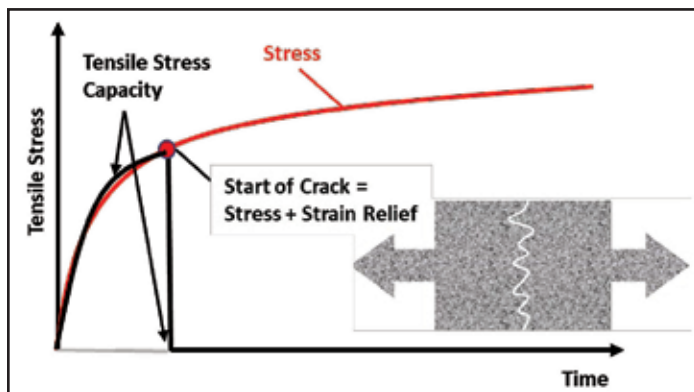 Tensile Stress
Capacity
Stress
Tensile Stress
Start of Crack =
Stress + Strain Relief
Time